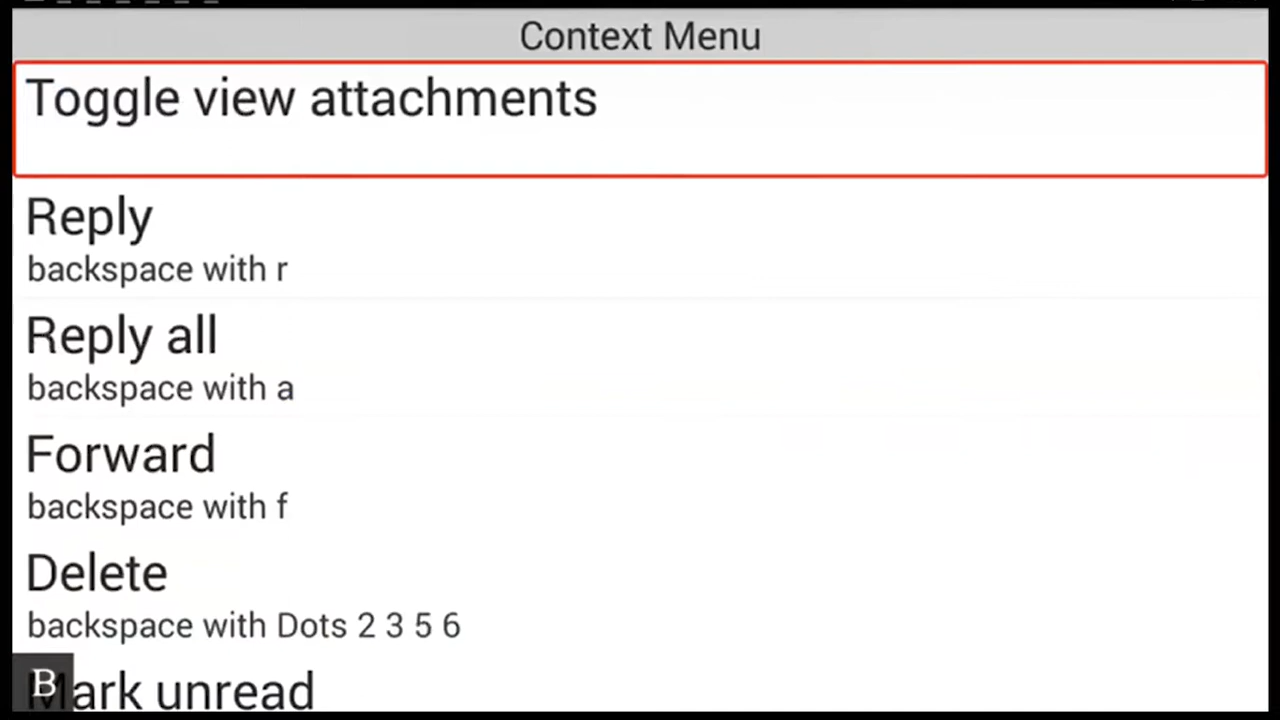 Context Menu
Toggle view attachments
Reply
backspace with r
Reply all
backspace with a
Forward
backspace with f
Delete
backspace with Dots 2 3 5 6
Mark unread
B